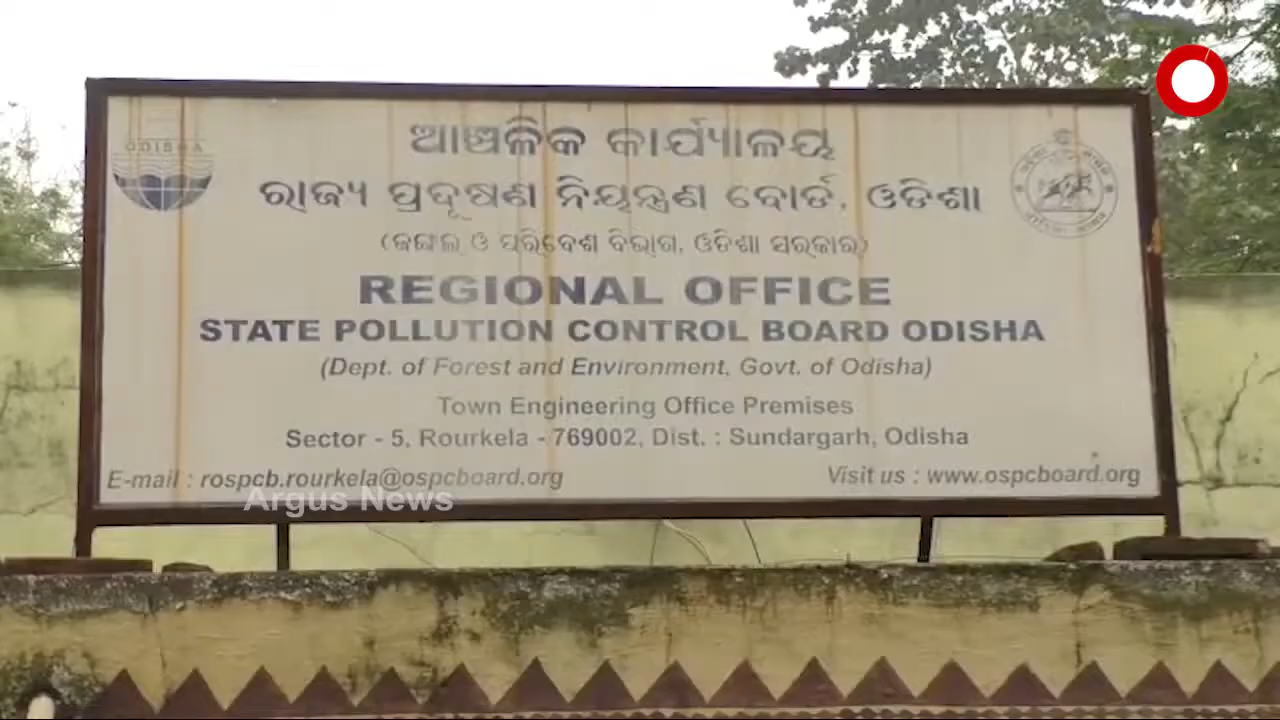 ODISHA
ଆଞ୍ଚଳିକ କାର୍ଯ୍ୟାଳୟ
ରାଜ୍ୟ ପ୍ରଦୂଷଣ ନିୟନ୍ତ୍ରଣ ବୋର୍ଡ, ଓଡିଶା
(ଜଙ୍ଗଲ ଓ ପରିବେଶ ବିଭାଗ, ଓଡିଶା ସରକାର)
REGIONAL OFFICE
STATE POLLUTION CONTROL BOARD ODISHA
(Dept. of Forest and Environment, Govt. of Odisha)
Town Engineering Office Premises
Sector - 5, Rourkela - 769002, Dist. : Sundargarh, Odisha
E-mail : rospcb.rourkela@ospcboard.org
Visit us : www.ospcboard.org
Argus News